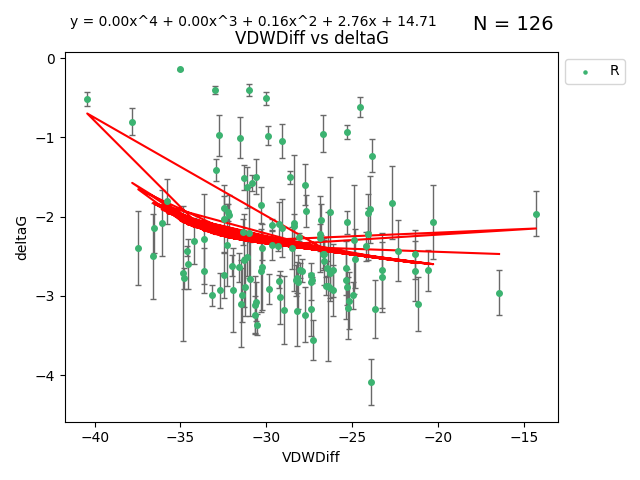 y = 0.00x^4 + 0.00x^3 + 0.16x^2 + 2.76x + 14.71
N = 126
VDWDiff vs deltaG
R
0
−1
−2
−3
−4
deltaG
−40 −35 −30 −25 −20 −15
VDWDiff